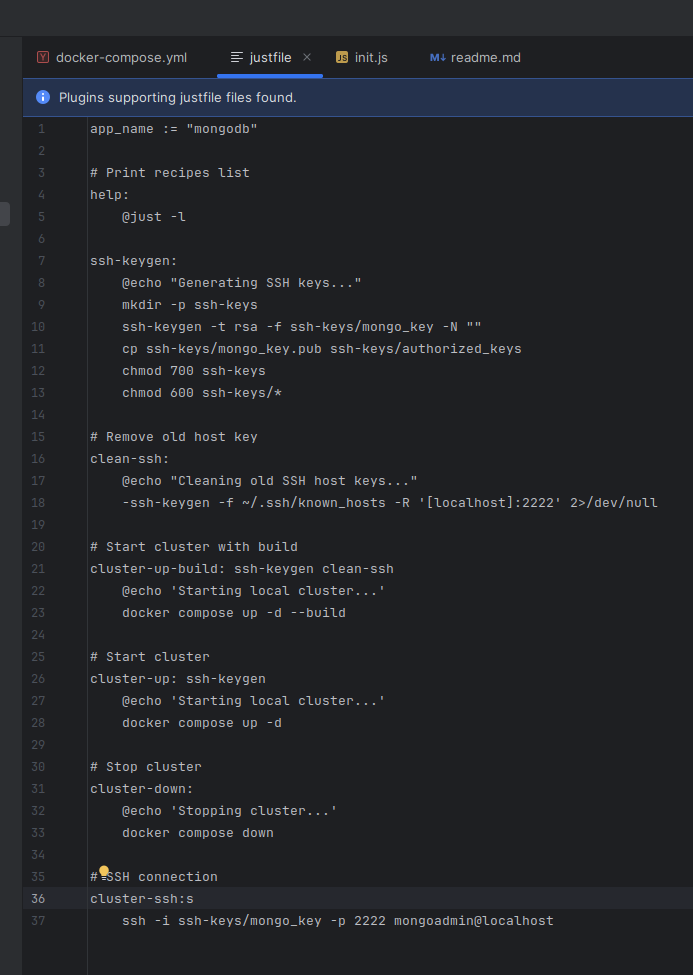 docker-compose.yml justfile init.js readme.md
Plugins supporting justfile files found.
1 app_name := "mongodb"
2
3 # Print recipes list
4 help:
5 @just -l
6
7 ssh-keygen:
8 @echo "Generating SSH keys..."
9 mkdir -p ssh-keys
10 ssh-keygen -t rsa -f ssh-keys/mongo_key -N ""
11 cp ssh-keys/mongo_key.pub ssh-keys/authorized_keys
12 chmod 700 ssh-keys
13 chmod 600 ssh-keys/*
14
15 # Remove old host key
16 clean-ssh:
17 @echo "Cleaning old SSH host keys..."
18 -ssh-keygen -f ~/.ssh/known_hosts -R '[localhost]:2222' 2>/dev/null
19
20 # Start cluster with build
21 cluster-up-build: ssh-keygen clean-ssh
22 @echo 'Starting local cluster...'
23 docker compose up -d --build
24
25 # Start cluster
26 cluster-up: ssh-keygen
27 @echo 'Starting local cluster...'
28 docker compose up -d
29
30 # Stop cluster
31 cluster-down:
32 @echo 'Stopping cluster...'
33 docker compose down
34
35 # SSH connection
36 cluster-ssh:s
37 ssh -i ssh-keys/mongo_key -p 2222 mongoadmin@localhost